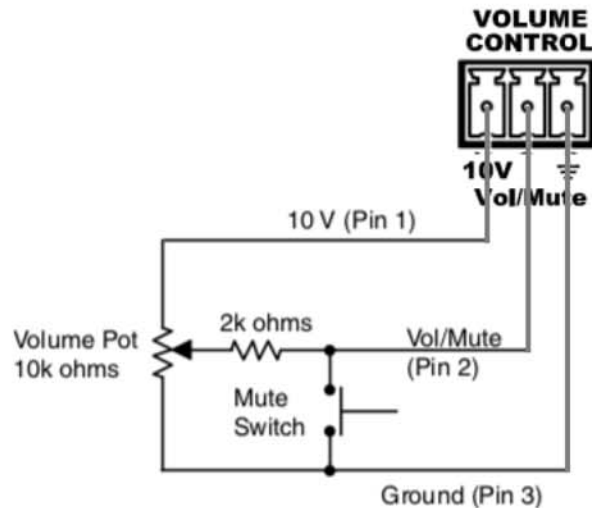 VOLUME
CONTROL
10V
Vol/Mute
10 V (Pin 1)
Volume Pot
10k ohms
2k ohms
Vol/Mute
(Pin 2)
Mute
Switch
Ground (Pin 3)